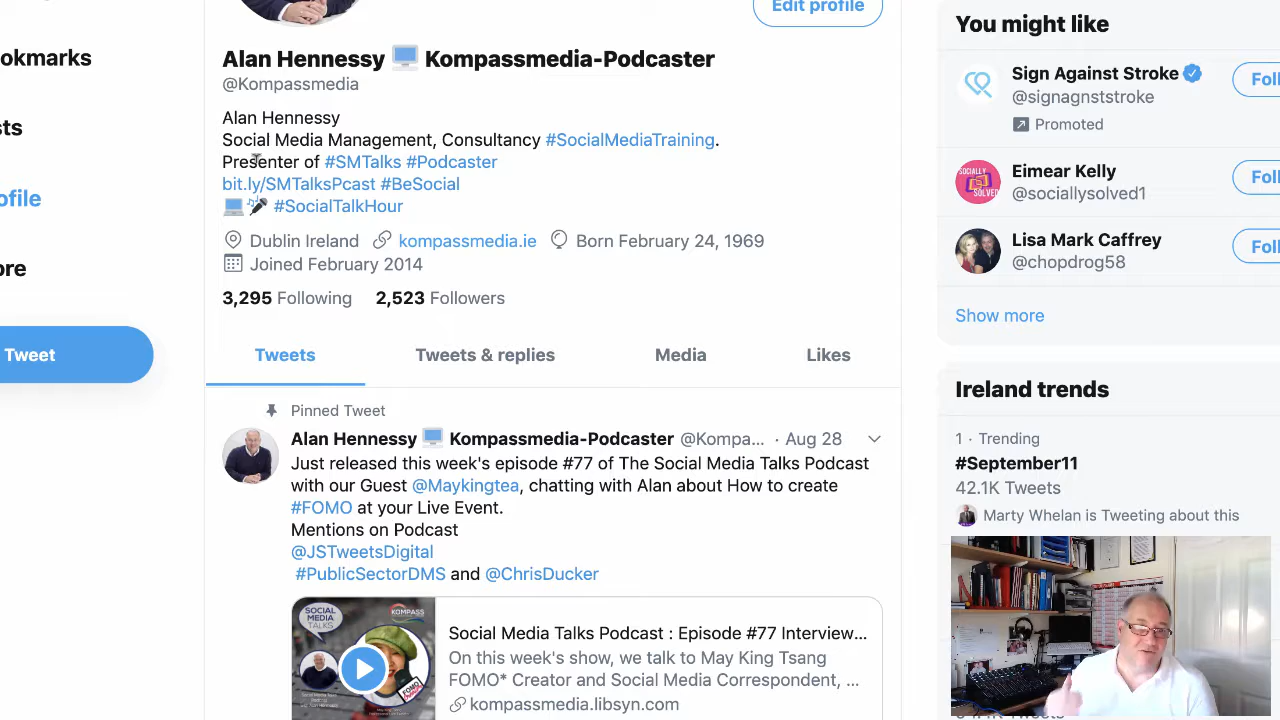 Edit profile
Alan Hennessy 💻 Kompassmedia-Podcaster
@Kompassmedia
Alan Hennessy
Social Media Management, Consultancy #SocialMediaTraining.
Presenter of #SMTalks #Podcaster
bit.ly/SMTalksPcast #BeSocial
💻🎤 #SocialTalkHour
Dublin Ireland kompassmedia.ie Born February 24, 1969
Joined February 2014
3,295 Following 2,523 Followers
Tweets Tweets & replies Media Likes
Pinned Tweet
Alan Hennessy 💻 Kompassmedia-Podcaster @Kompa... · Aug 28
Just released this week's episode #77 of The Social Media Talks Podcast
with our Guest @Maykingtea, chatting with Alan about How to create
#FOMO at your Live Event.
Mentions on Podcast
@JSTweetsDigital
#PublicSectorDMS and @ChrisDucker
SOCIAL
MEDIA
TALKS
KOMPASS
FOMO
Social Media Talks Podcast : Episode #77 Interview...
On this week's show, we talk to May King Tsang
FOMO* Creator and Social Media Correspondent, ...
kompassmedia.libsyn.com
okmarks
sts
ofile
ore
Tweet
You might like
Sign Against Stroke
@signagnststroke
Promoted
Foll
SOCIALLY
SOLVED
Eimear Kelly
@sociallysolved1
Foll
Lisa Mark Caffrey
@chopdrog58
Foll
Show more
Ireland trends
1 · Trending
#September11
42.1K Tweets
Marty Whelan is Tweeting about this